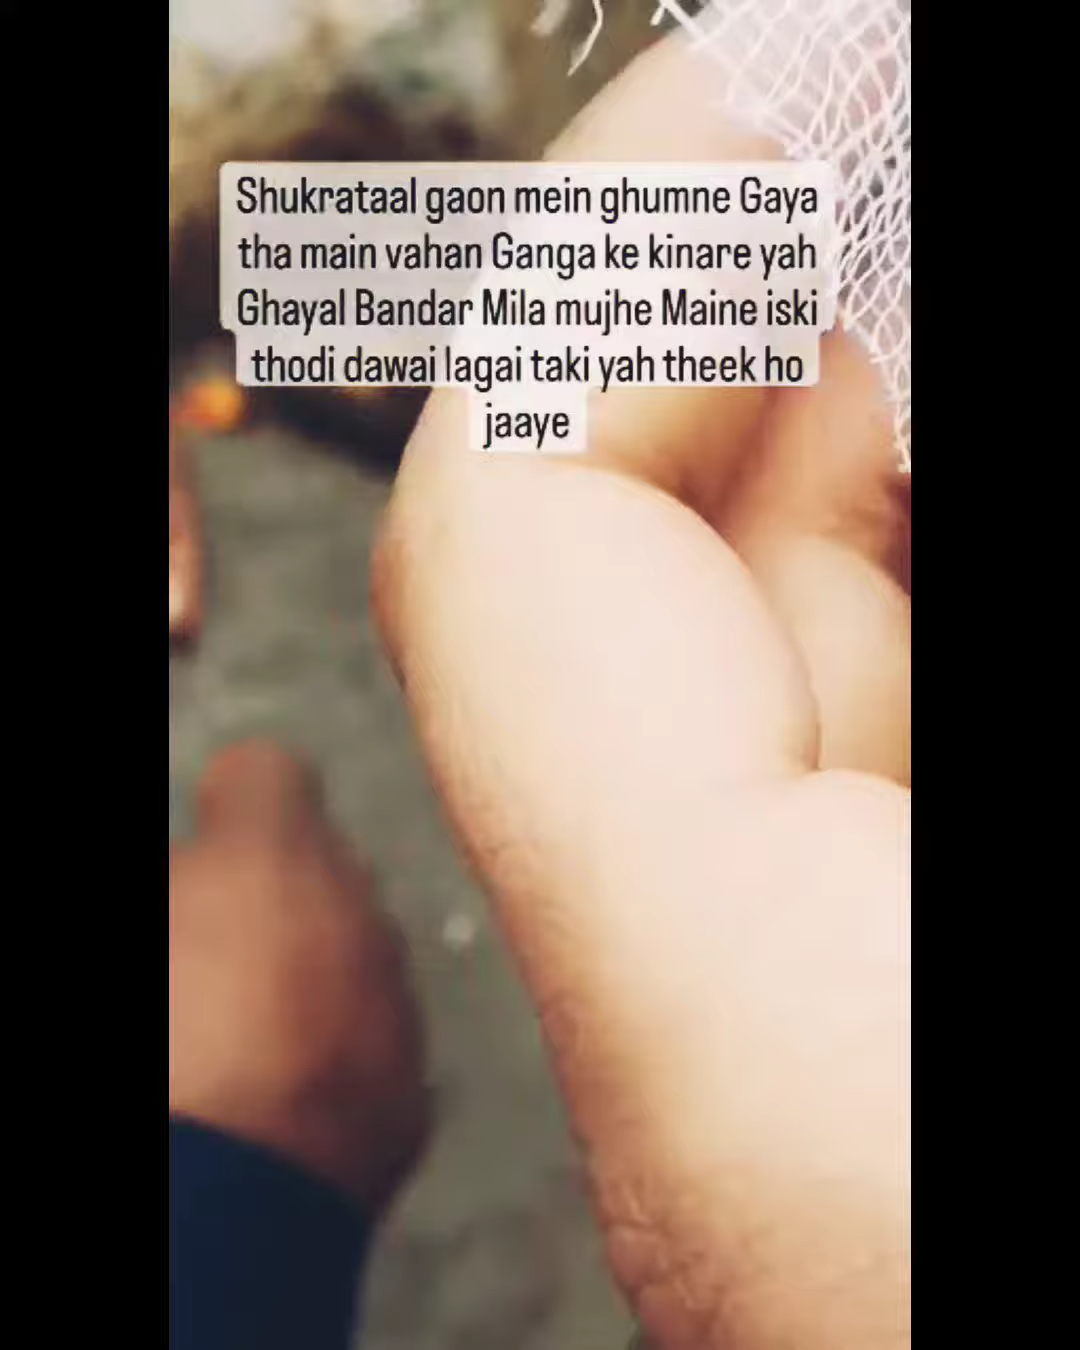 Shukrataal gaon mein ghumne Gaya
tha main vahan Ganga ke kinare yah
Ghayal Bandar Mila mujhe Maine iski
thodi dawai lagai taki yah theek ho
jaaye